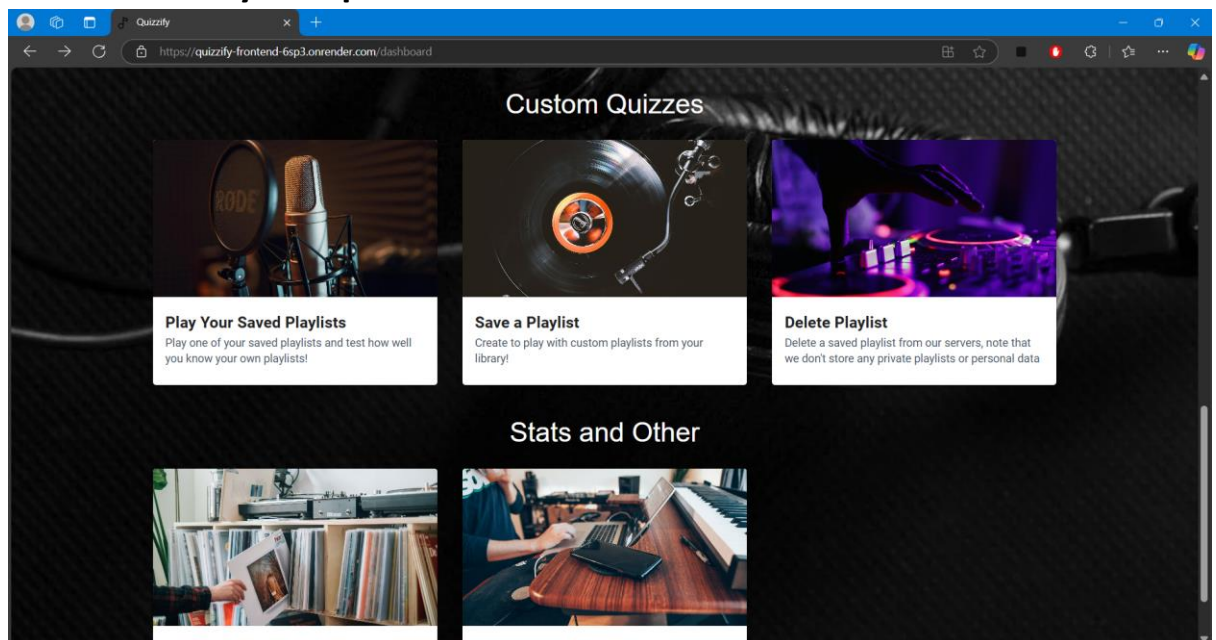 Quizzify
https://quizzify-frontend-6sp3.onrender.com/dashboard
Custom Quizzes
RODE
Play Your Saved Playlists
Play one of your saved playlists and test how well
you know your own playlists!
Save a Playlist
Create to play with custom playlists from your
library!
Delete Playlist
Delete a saved playlist from our servers, note that
we don't store any private playlists or personal data
Stats and Other